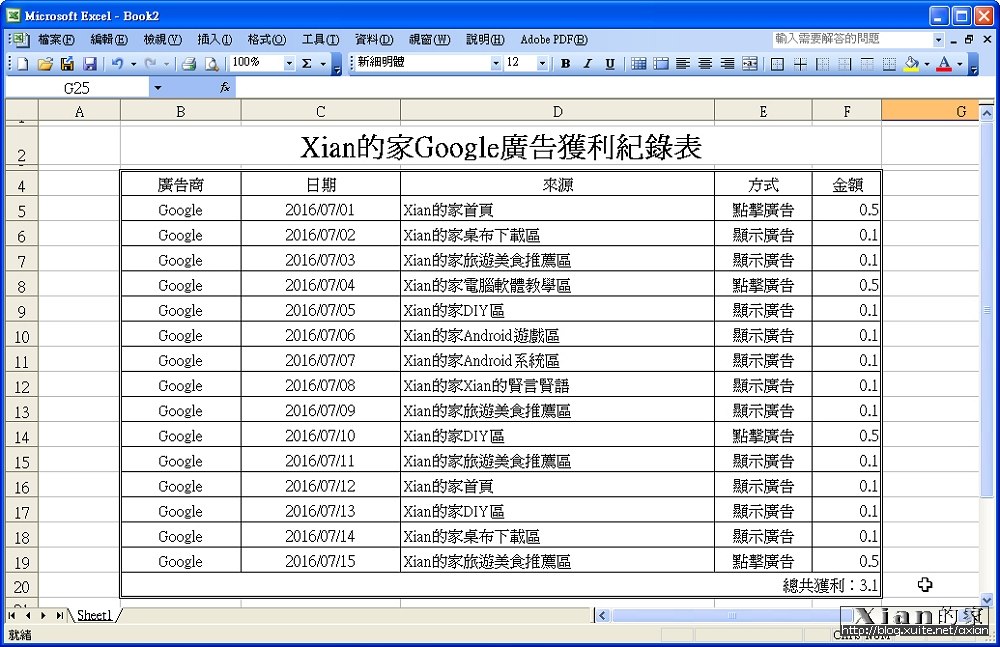 Microsoft Excel - Book2
檔案(F) 編輯(E) 檢視(V) 插入(I) 格式(O) 工具(T) 資料(D) 視窗(W) 說明(H) Adobe PDF(B) 輸入需要解答的問題
100% Σ 新細明體 12 B I U A
G25 fx
A B C D E F G
2 Xian的家Google廣告獲利紀錄表
4 廣告商 日期 來源 方式 金額
5 Google 2016/07/01 Xian的家首頁 點擊廣告 0.5
6 Google 2016/07/02 Xian的家桌布下載區 顯示廣告 0.1
7 Google 2016/07/03 Xian的家旅遊美食推薦區 顯示廣告 0.1
8 Google 2016/07/04 Xian的家電腦軟體教學區 點擊廣告 0.5
9 Google 2016/07/05 Xian的家DIY區 顯示廣告 0.1
10 Google 2016/07/06 Xian的家Android遊戲區 顯示廣告 0.1
11 Google 2016/07/07 Xian的家Android系統區 顯示廣告 0.1
12 Google 2016/07/08 Xian的家Xian的賢言賢語 顯示廣告 0.1
13 Google 2016/07/09 Xian的家旅遊美食推薦區 顯示廣告 0.1
14 Google 2016/07/10 Xian的家DIY區 點擊廣告 0.5
15 Google 2016/07/11 Xian的家旅遊美食推薦區 顯示廣告 0.1
16 Google 2016/07/12 Xian的家首頁 顯示廣告 0.1
17 Google 2016/07/13 Xian的家DIY區 顯示廣告 0.1
18 Google 2016/07/14 Xian的家桌布下載區 顯示廣告 0.1
19 Google 2016/07/15 Xian的家旅遊美食推薦區 點擊廣告 0.5
20 總共獲利：3.1
Sheet1
Xian的家
http://blog.xuite.net/axian
就緒